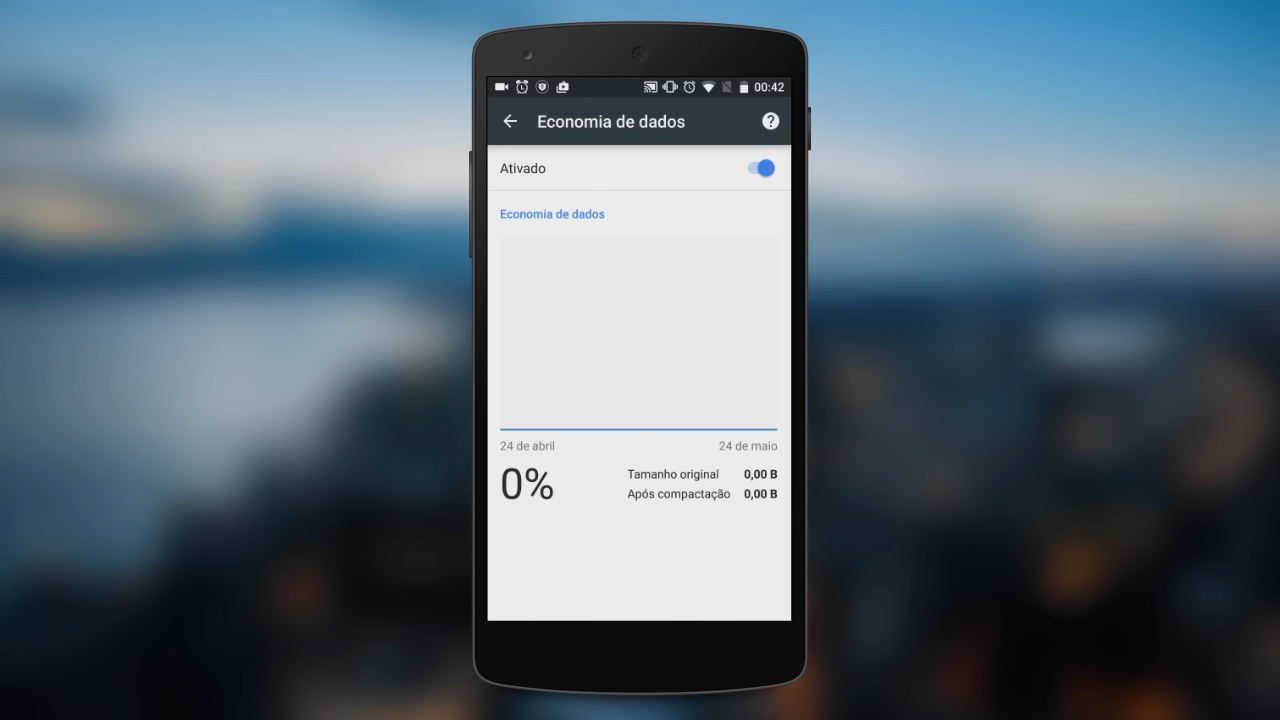 00:42
Economia de dados
Ativado
Economia de dados
24 de abril 24 de maio
0%
Tamanho original 0,00 B
Após compactação 0,00 B